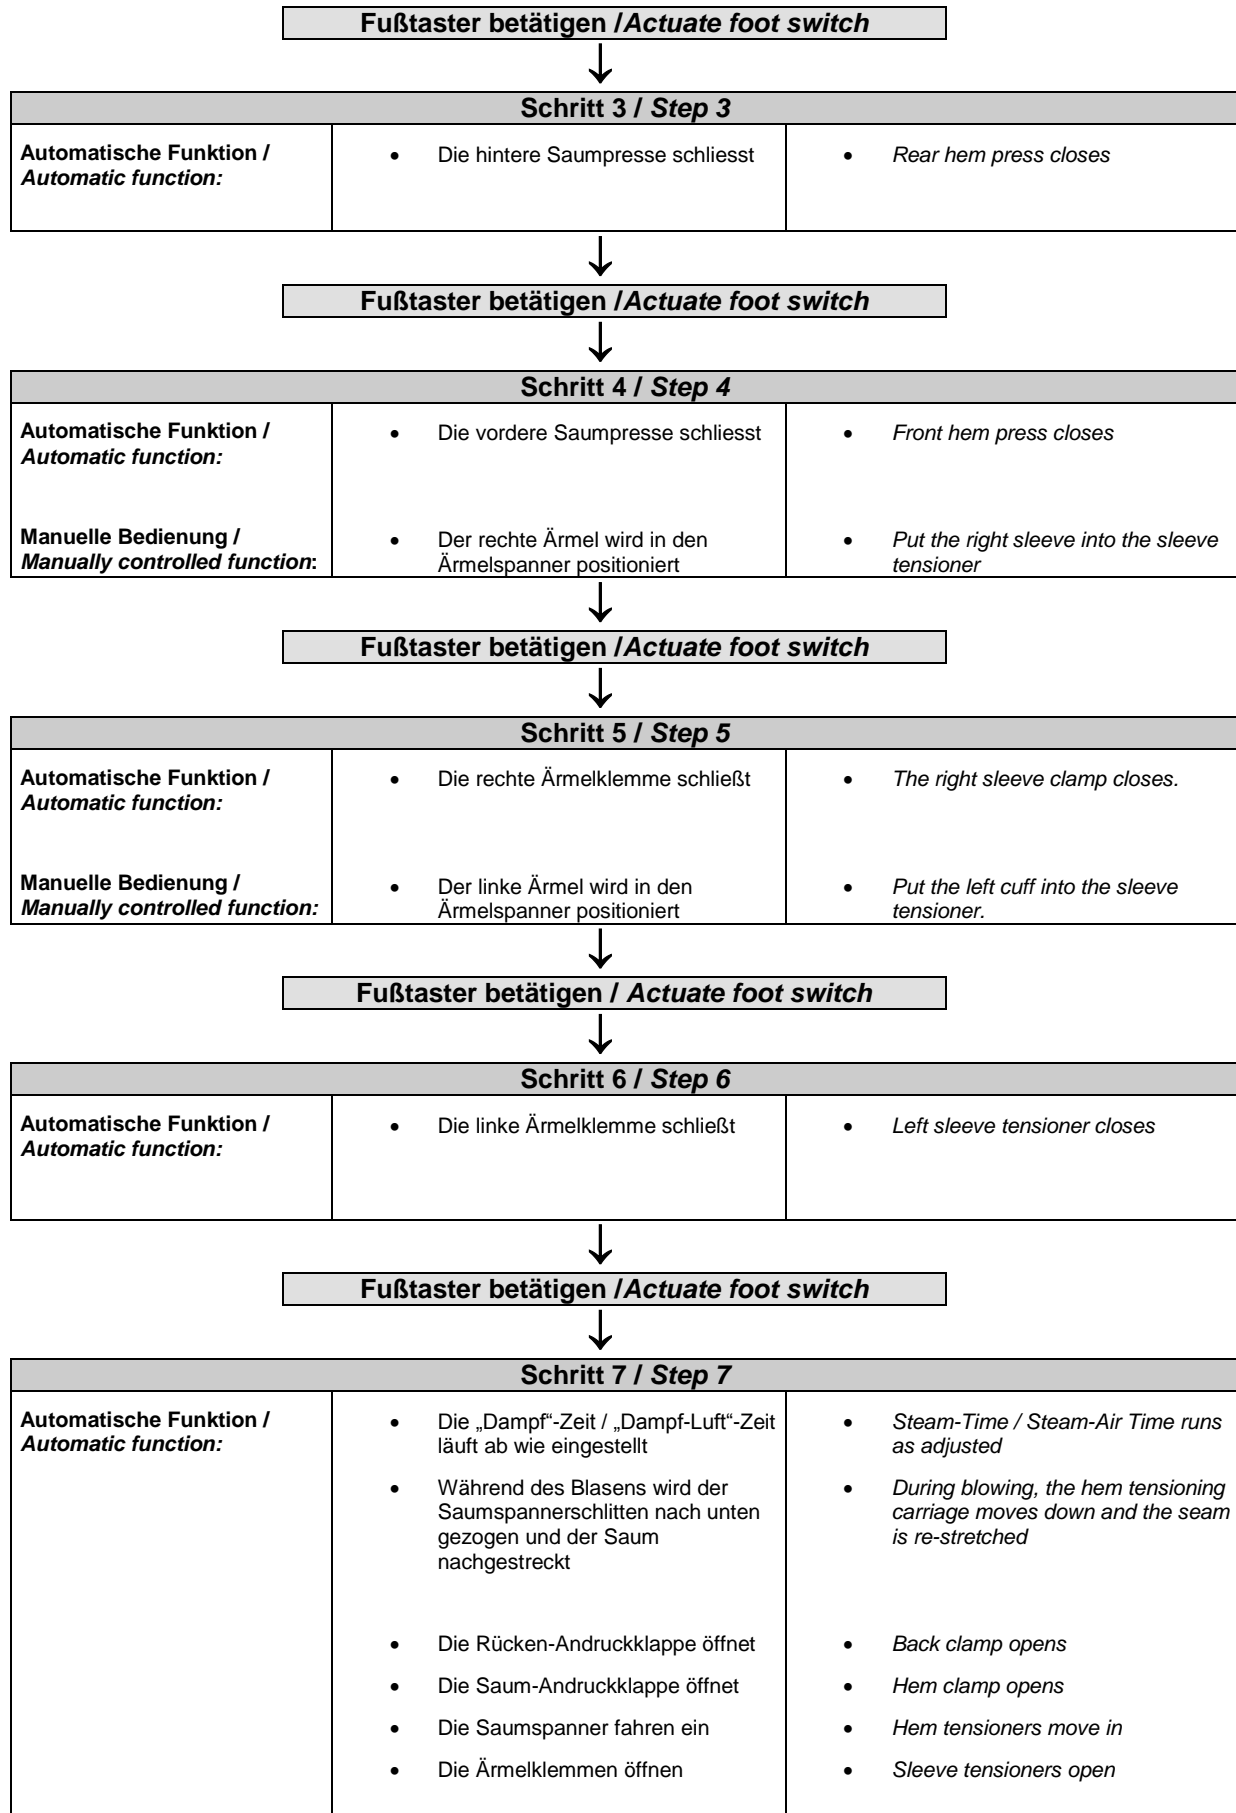 Fußtaster betätigen /Actuate foot switch
Schritt 3 / Step 3
Automatische Funktion /
Automatic function:
• Die hintere Saumpresse schliesst
• Rear hem press closes
Fußtaster betätigen /Actuate foot switch
Schritt 4 / Step 4
Automatische Funktion /
Automatic function:
• Die vordere Saumpresse schliesst
• Front hem press closes
Manuelle Bedienung /
Manually controlled function:
• Der rechte Ärmel wird in den
Ärmelspanner positioniert
• Put the right sleeve into the sleeve
tensioner
Fußtaster betätigen /Actuate foot switch
Schritt 5 / Step 5
Automatische Funktion /
Automatic function:
• Die rechte Ärmelklemme schließt
• The right sleeve clamp closes.
Manuelle Bedienung /
Manually controlled function:
• Der linke Ärmel wird in den
Ärmelspanner positioniert
• Put the left cuff into the sleeve
tensioner.
Fußtaster betätigen / Actuate foot switch
Schritt 6 / Step 6
Automatische Funktion /
Automatic function:
• Die linke Ärmelklemme schließt
• Left sleeve tensioner closes
Fußtaster betätigen /Actuate foot switch
Schritt 7 / Step 7
Automatische Funktion /
Automatic function:
• Die „Dampf“-Zeit / „Dampf-Luft“-Zeit
läuft ab wie eingestellt
• Steam-Time / Steam-Air Time runs
as adjusted
• Während des Blasens wird der
Saumspannerschlitten nach unten
gezogen und der Saum
nachgestreckt
• During blowing, the hem tensioning
carriage moves down and the seam
is re-stretched
• Die Rücken-Andruckklappe öffnet
• Back clamp opens
• Die Saum-Andruckklappe öffnet
• Hem clamp opens
• Die Saumspanner fahren ein
• Hem tensioners move in
• Die Ärmelklemmen öffnen
• Sleeve tensioners open